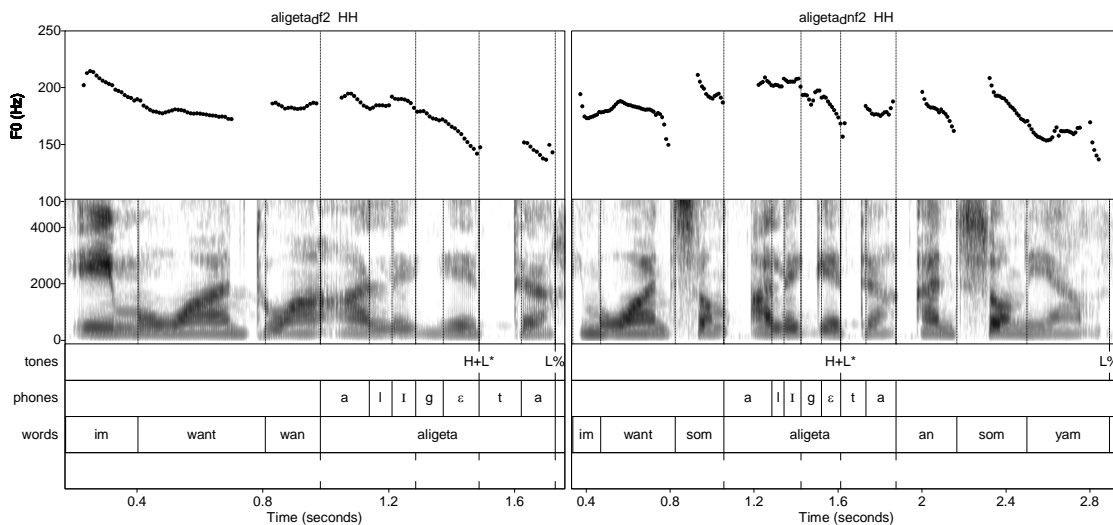 aligeta_df2 HH aligeta_dnf2 HH
250
200
150
100
F0 (Hz)
4000
2000
0
tones H+L* L% H+L* L%
phones a l ɪ g ε t a a l ɪ g ε t a
words im want wan aligeta im want som aligeta an som yam
0.4 0.8 1.2 1.6 0.4 0.8 1.2 1.6 2 2.4 2.8
Time (seconds) Time (seconds)